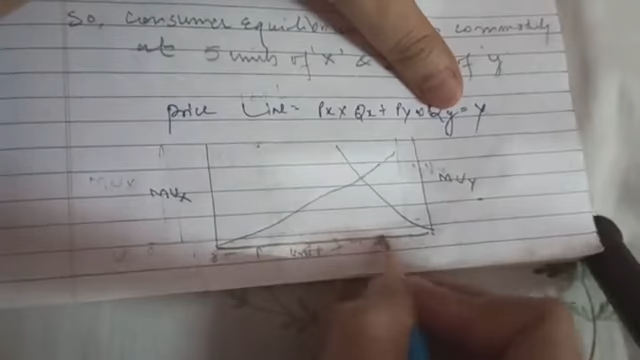 So, Consumer equilib commodity
at 5 units of 'x' & of 'y
price Line = Px x Qx + Py Qy = Y
MUx MUy